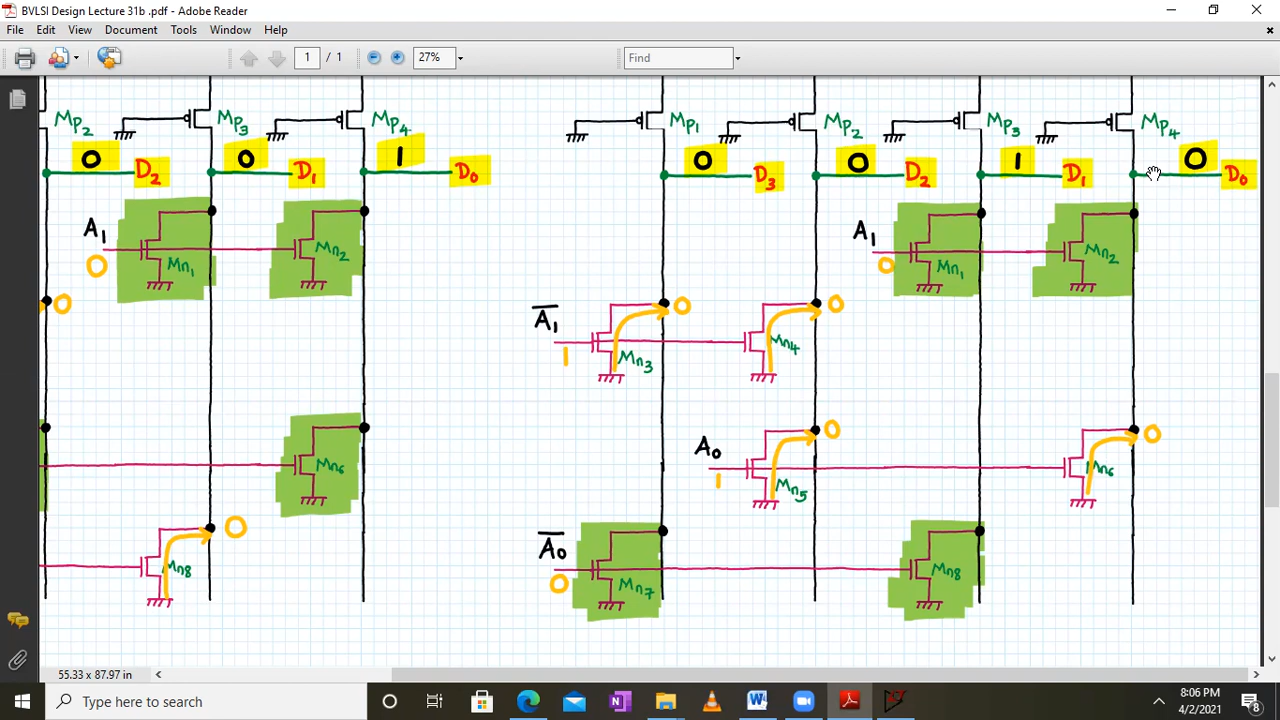 BVLSI Design Lecture 31b .pdf - Adobe Reader
File Edit View Document Tools Window Help
1 / 1 27% Find
Mp2 Mp3 Mp4 Mp1 Mp2 Mp3 Mp4
0 0 1 0 0 1 0
D2 D1 D0 D3 D2 D1 D0
A1 A1
Mn1 Mn2 Mn1 Mn2
0 0
0 A̅1 0 0
1 Mn3 Mn4
A0 0 0
Mn6 1 Mn5 Mn6
0 A̅0
Mn8 0 Mn7 Mn8
55.33 x 87.97 in
Type here to search
8:06 PM
4/2/2021
8